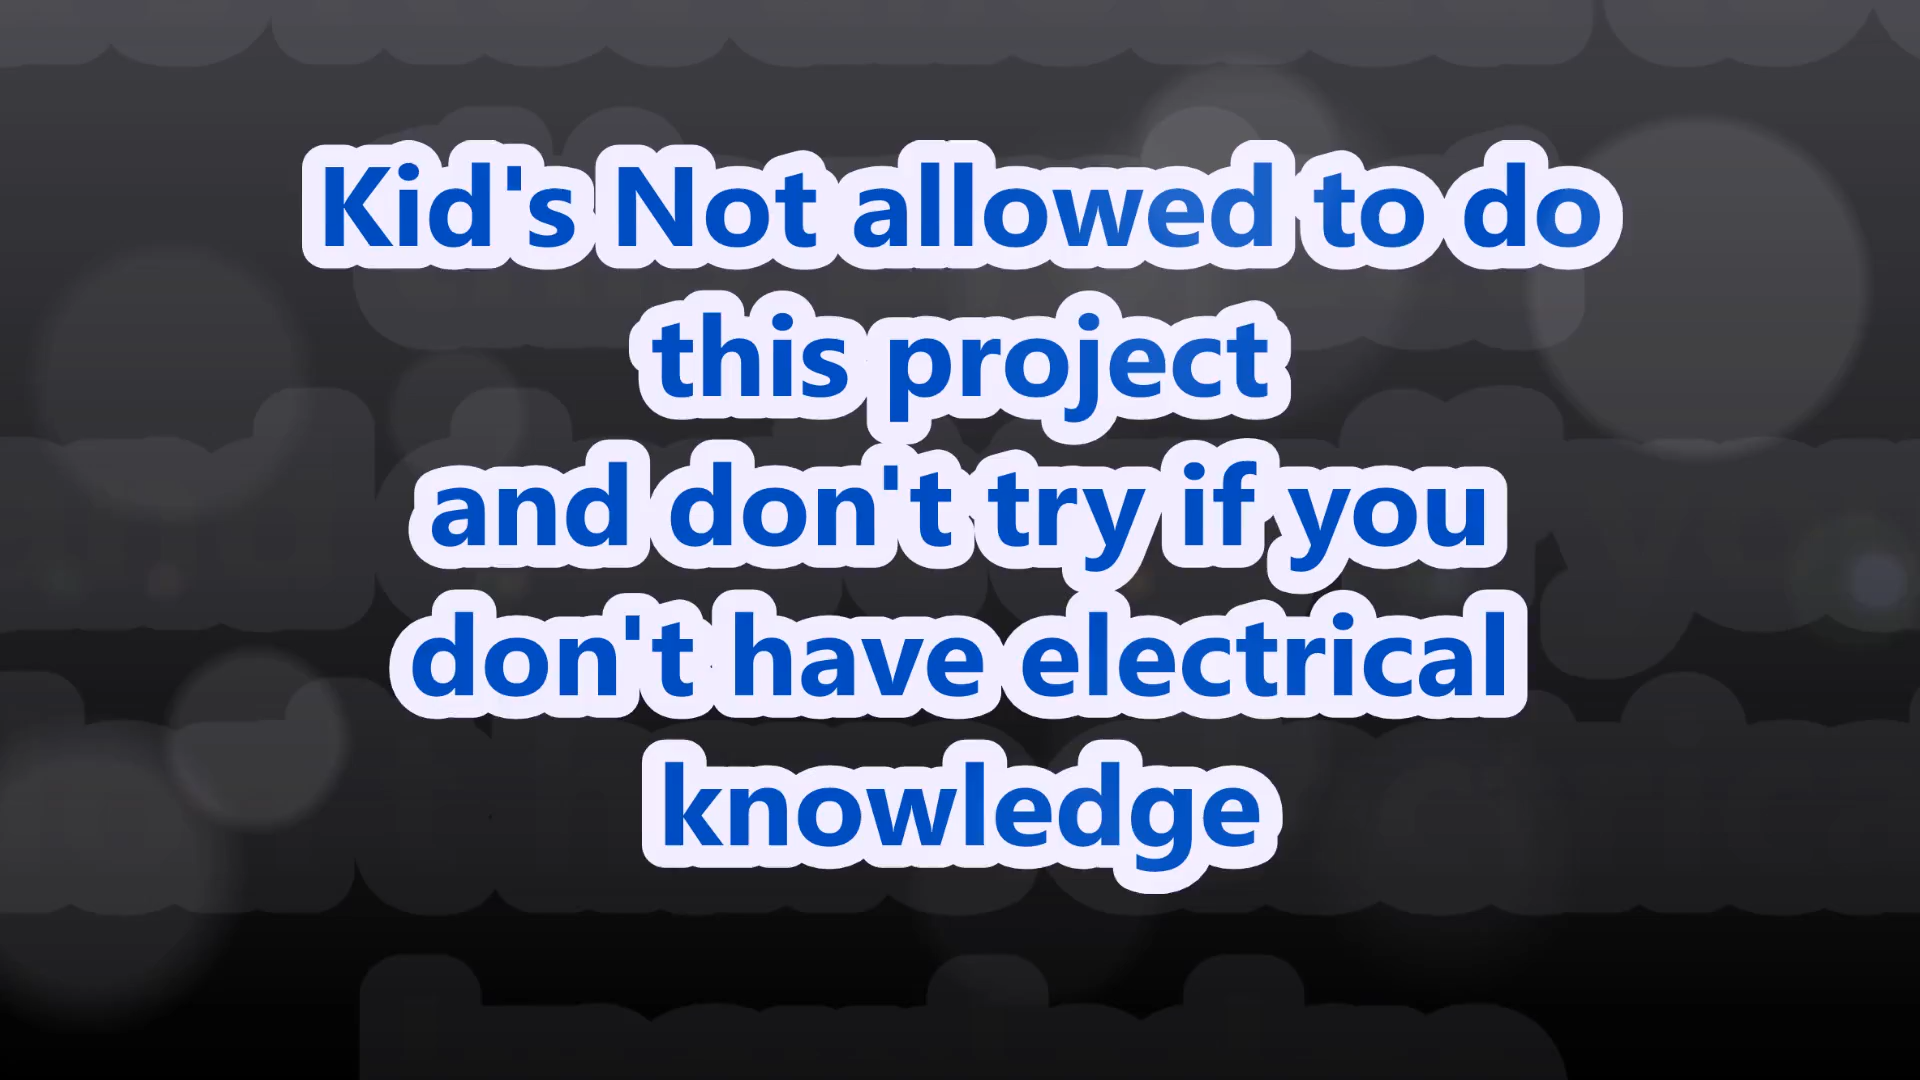 Kid's Not allowed to do
this project
and don't try if you
don't have electrical
knowledge